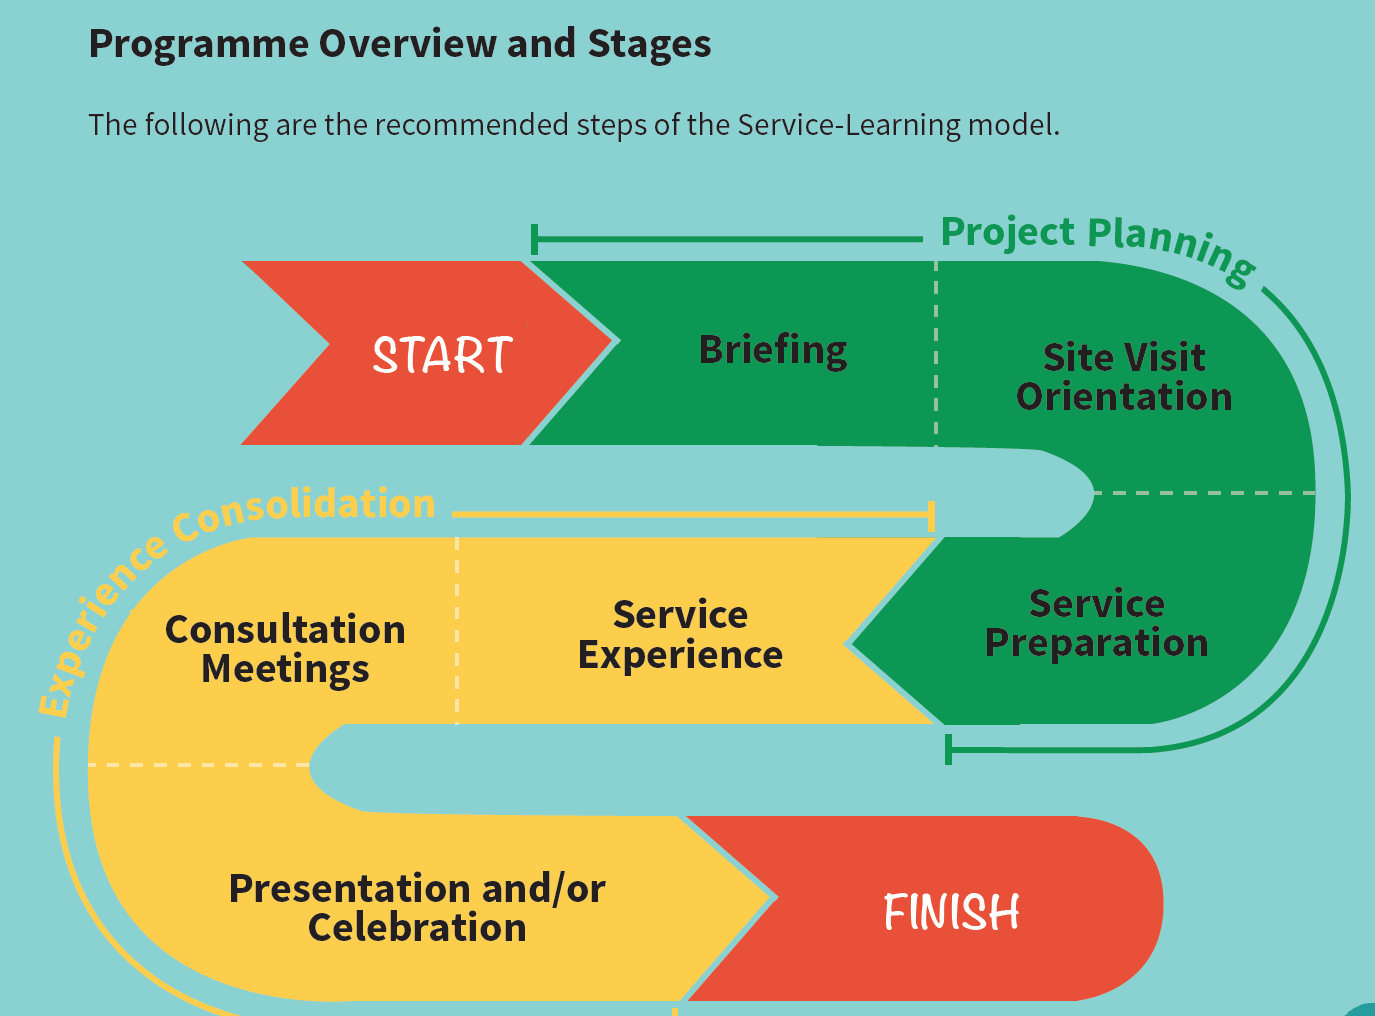 Programme Overview and Stages
The following are the recommended steps of the Service-Learning model.
Project Planning
START
Briefing
Site Visit
Orientation
Service
Preparation
Experience Consolidation
Service
Experience
Consultation
Meetings
Presentation and/or
Celebration
FINISH